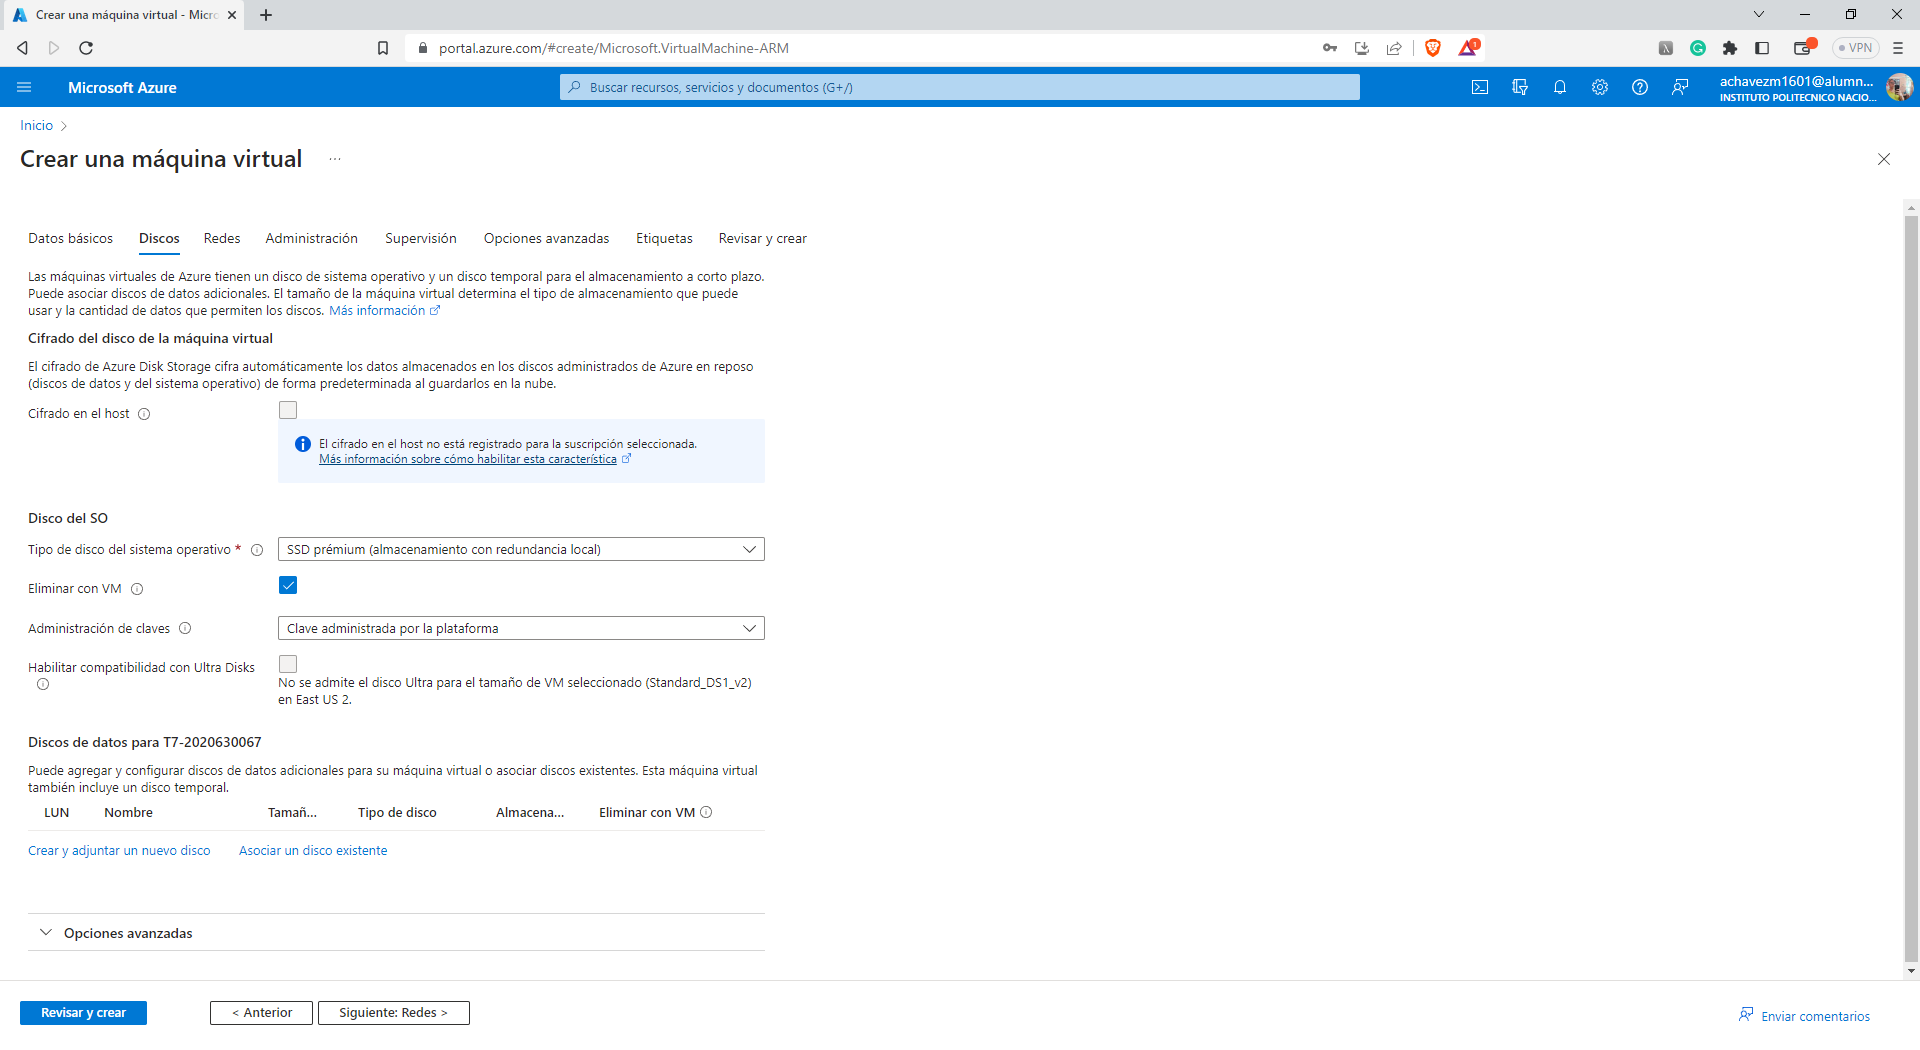 Crear una máquina virtual - Micro
portal.azure.com/#create/Microsoft.VirtualMachine-ARM
1
VPN
Microsoft Azure
Buscar recursos, servicios y documentos (G+/)
achavezm1601@alumn...
INSTITUTO POLITECNICO NACIO...
Inicio >
Crear una máquina virtual ...
Datos básicos Discos Redes Administración Supervisión Opciones avanzadas Etiquetas Revisar y crear
Las máquinas virtuales de Azure tienen un disco de sistema operativo y un disco temporal para el almacenamiento a corto plazo.
Puede asociar discos de datos adicionales. El tamaño de la máquina virtual determina el tipo de almacenamiento que puede
usar y la cantidad de datos que permiten los discos. Más información
Cifrado del disco de la máquina virtual
El cifrado de Azure Disk Storage cifra automáticamente los datos almacenados en los discos administrados de Azure en reposo
(discos de datos y del sistema operativo) de forma predeterminada al guardarlos en la nube.
Cifrado en el host
El cifrado en el host no está registrado para la suscripción seleccionada.
Más información sobre cómo habilitar esta característica
Disco del SO
Tipo de disco del sistema operativo * SSD prémium (almacenamiento con redundancia local)
Eliminar con VM
Administración de claves Clave administrada por la plataforma
Habilitar compatibilidad con Ultra Disks
No se admite el disco Ultra para el tamaño de VM seleccionado (Standard_DS1_v2)
en East US 2.
Discos de datos para T7-2020630067
Puede agregar y configurar discos de datos adicionales para su máquina virtual o asociar discos existentes. Esta máquina virtual
también incluye un disco temporal.
LUN Nombre Tamañ... Tipo de disco Almacena... Eliminar con VM
Crear y adjuntar un nuevo disco Asociar un disco existente
Opciones avanzadas
Revisar y crear < Anterior Siguiente: Redes > Enviar comentarios